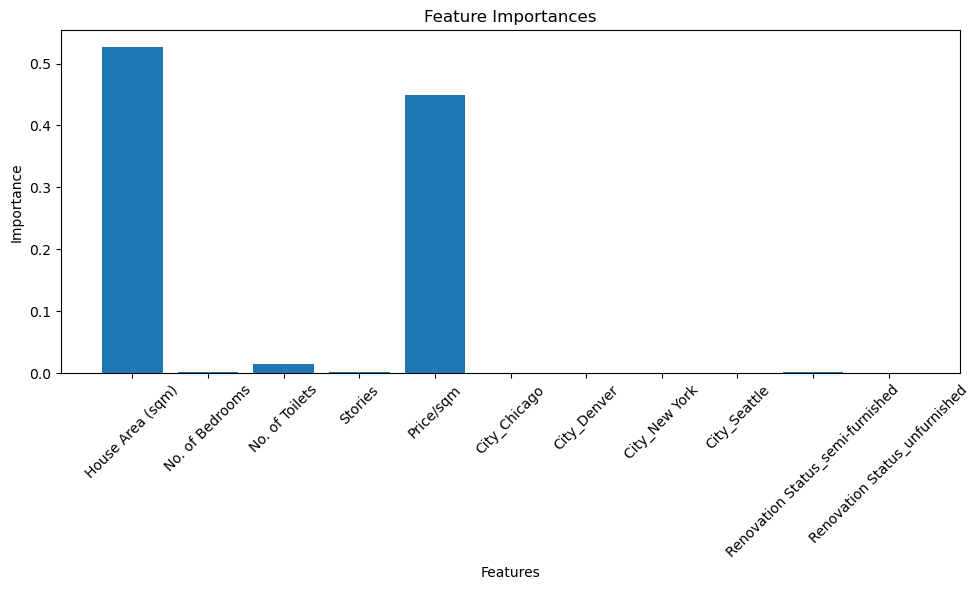 Feature Importances
Importance
0.5
0.4
0.3
0.2
0.1
0.0
House Area (sqm)
No. of Bedrooms
No. of Toilets
Stories
Price/sqm
City_Chicago
City_Denver
City_New York
City_Seattle
Renovation Status_semi-furnished
Renovation Status_unfurnished
Features